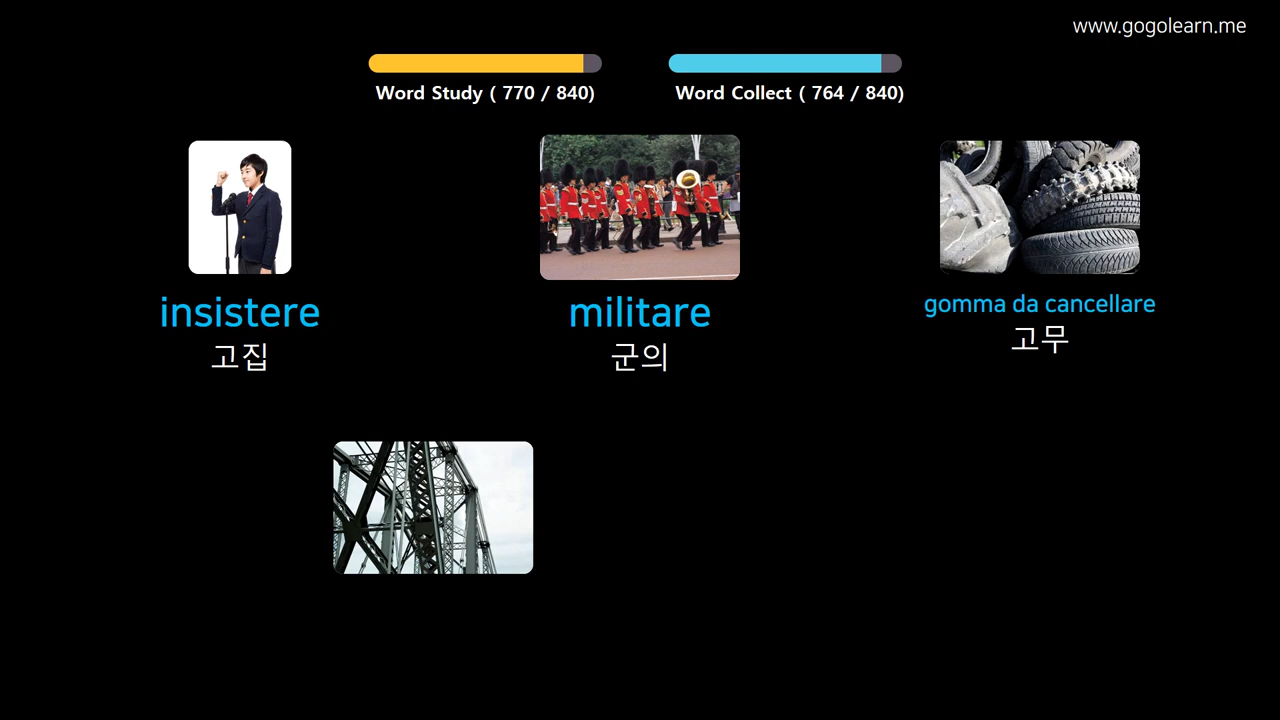 www.gogolearn.me
Word Study ( 770 / 840)
Word Collect ( 764 / 840)
insistere
고집
militare
군의
gomma da cancellare
고무